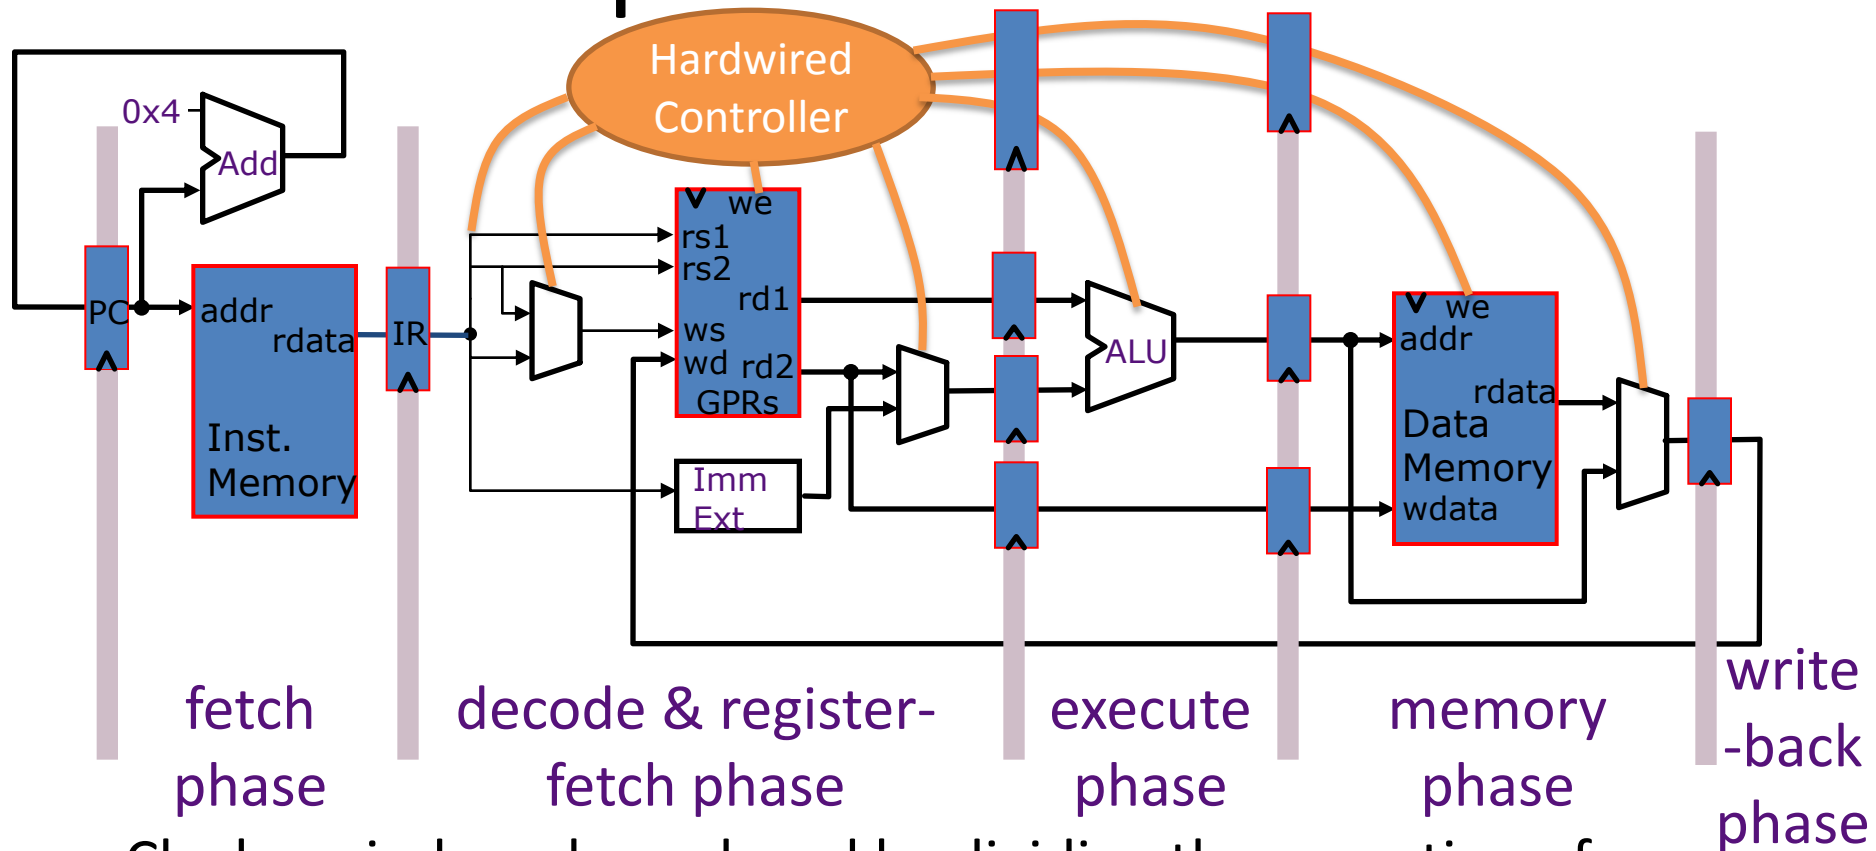 Hardwired
Controller
0x4
Add
PC
addr
rdata
Inst.
Memory
IR
we
rs1
rs2
rd1
ws
wd
rd2
GPRs
Imm
Ext
ALU
we
addr
rdata
Data
Memory
wdata
fetch
phase
decode & register-
fetch phase
execute
phase
memory
phase
write
-back
phase